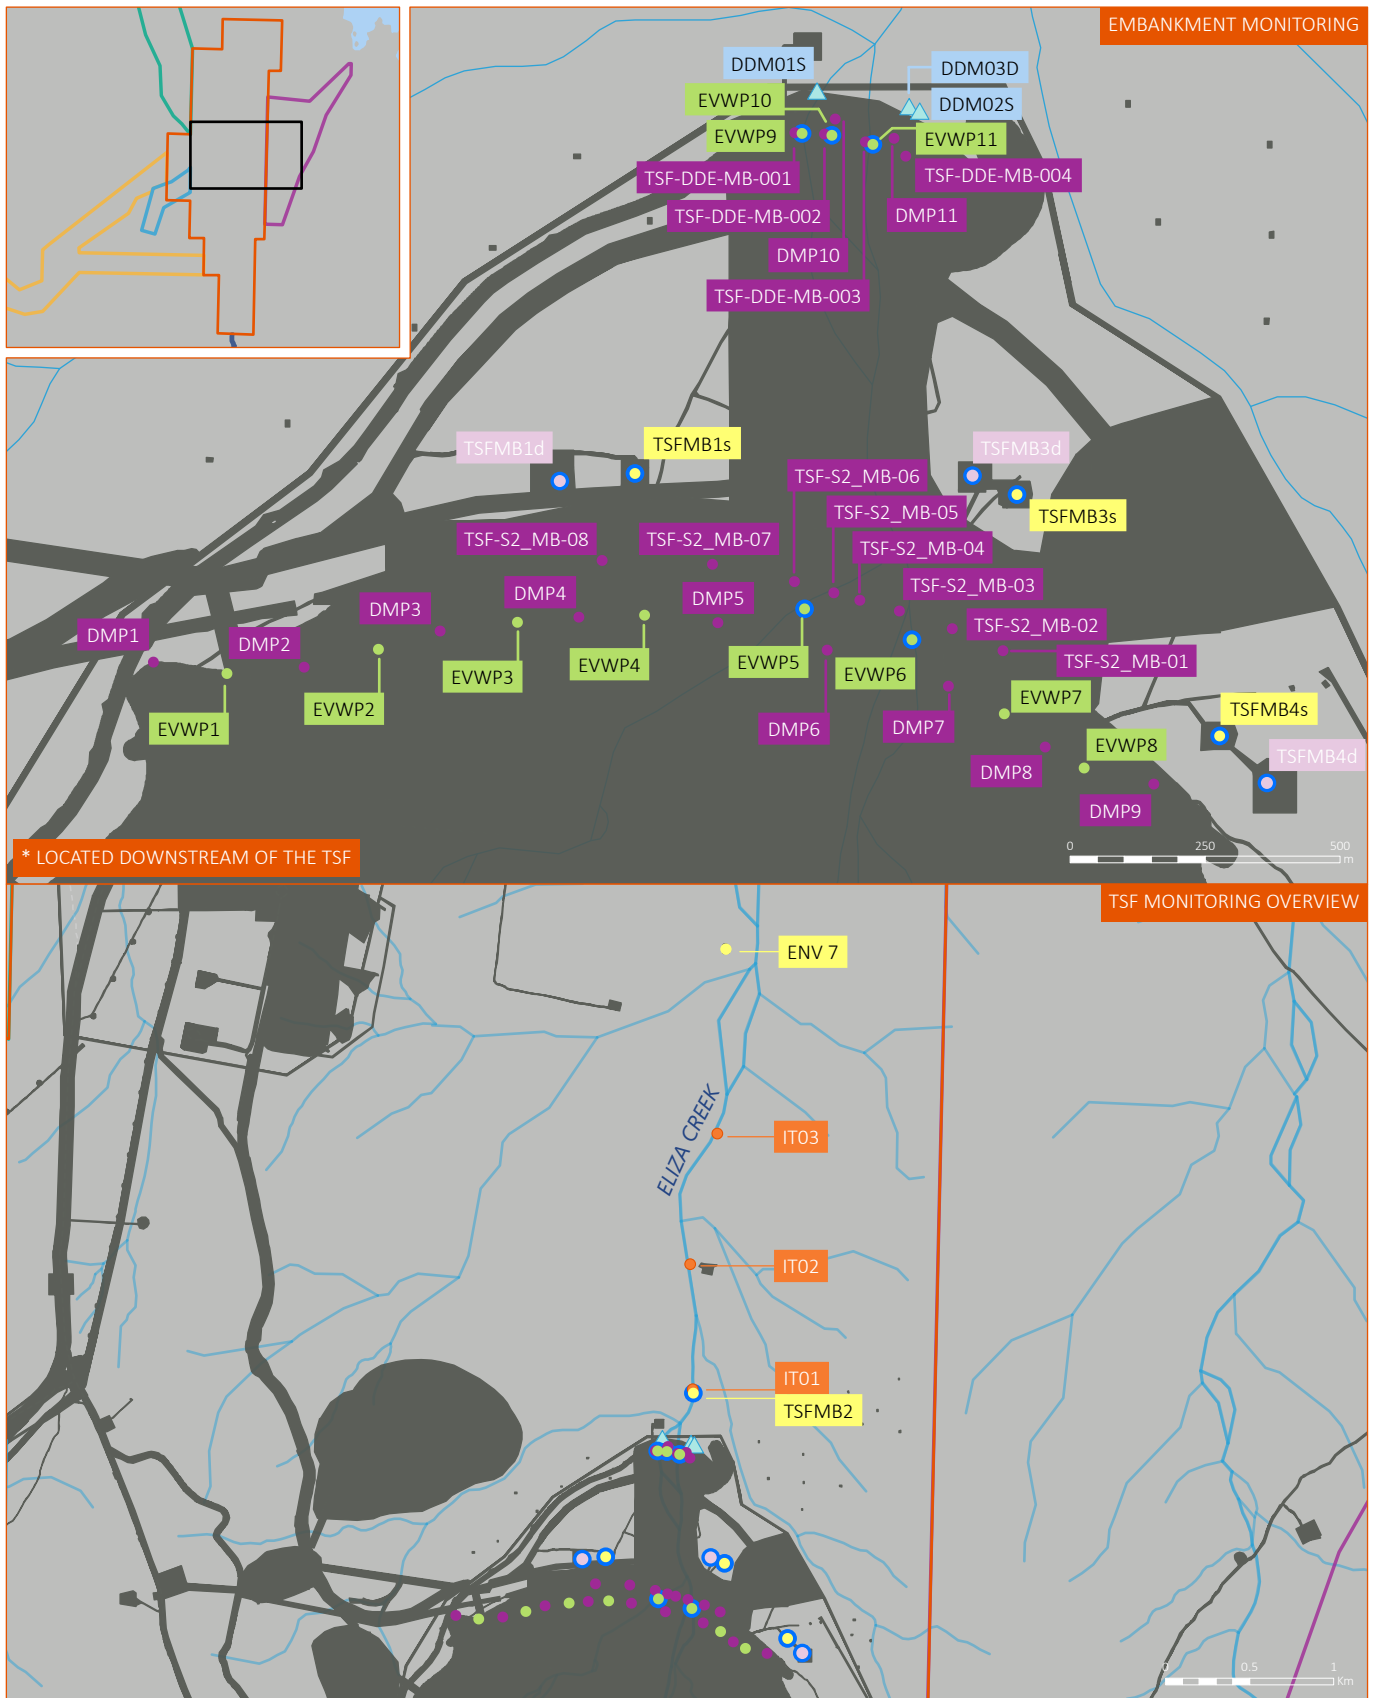 EMBANKMENT MONITORING
DDM01S
DDM03D
EVWP10
DDM02S
EVWP9
EVWP11
TSF-DDE-MB-001
TSF-DDE-MB-004
TSF-DDE-MB-002
DMP11
DMP10
TSF-DDE-MB-003
TSFMB1d
TSFMB1s
TSFMB3d
TSF-S2_MB-06
TSF-S2_MB-05
TSFMB3s
TSF-S2_MB-08
TSF-S2_MB-07
TSF-S2_MB-04
TSF-S2_MB-03
DMP4
DMP5
DMP3
TSF-S2_MB-02
DMP1
DMP2
TSF-S2_MB-01
EVWP5
EVWP4
EVWP3
EVWP6
EVWP7
EVWP2
TSFMB4s
EVWP1
DMP6
DMP7
EVWP8
TSFMB4d
DMP8
DMP9
0 250 500
m
* LOCATED DOWNSTREAM OF THE TSF
TSF MONITORING OVERVIEW
ENV 7
ELIZA CREEK
IT03
IT02
IT01
TSFMB2
0 0.5 1
Km